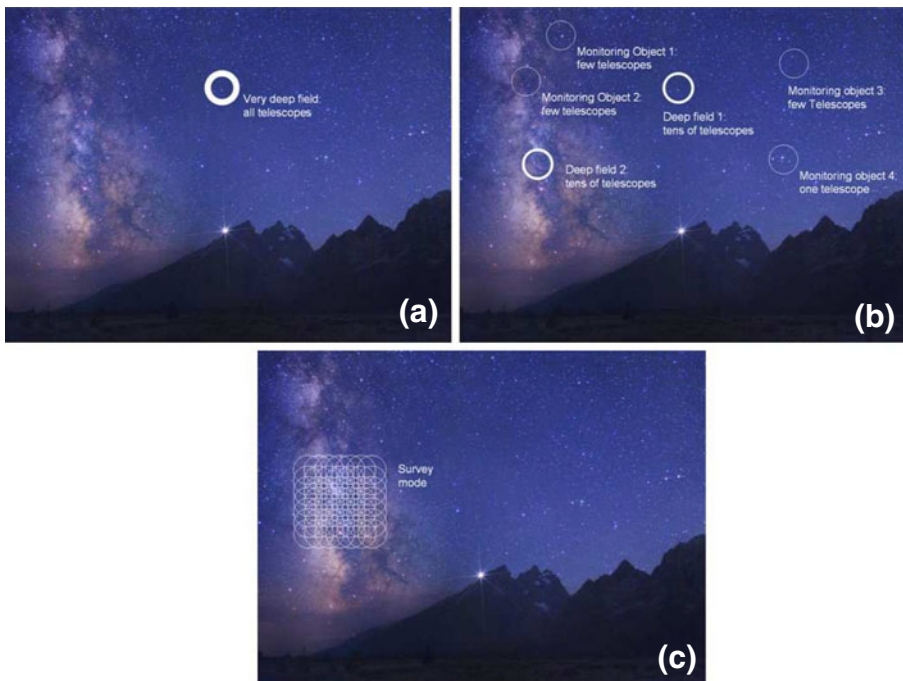 Very deep field:
all telescopes
(a)
Monitoring Object 1:
few telescopes
Monitoring Object 2:
few telescopes
Deep field 1:
tens of telescopes
Monitoring object 3:
few Telescopes
Deep field 2:
tens of telescopes
Monitoring object 4:
one telescope
(b)
Survey
mode
(c)